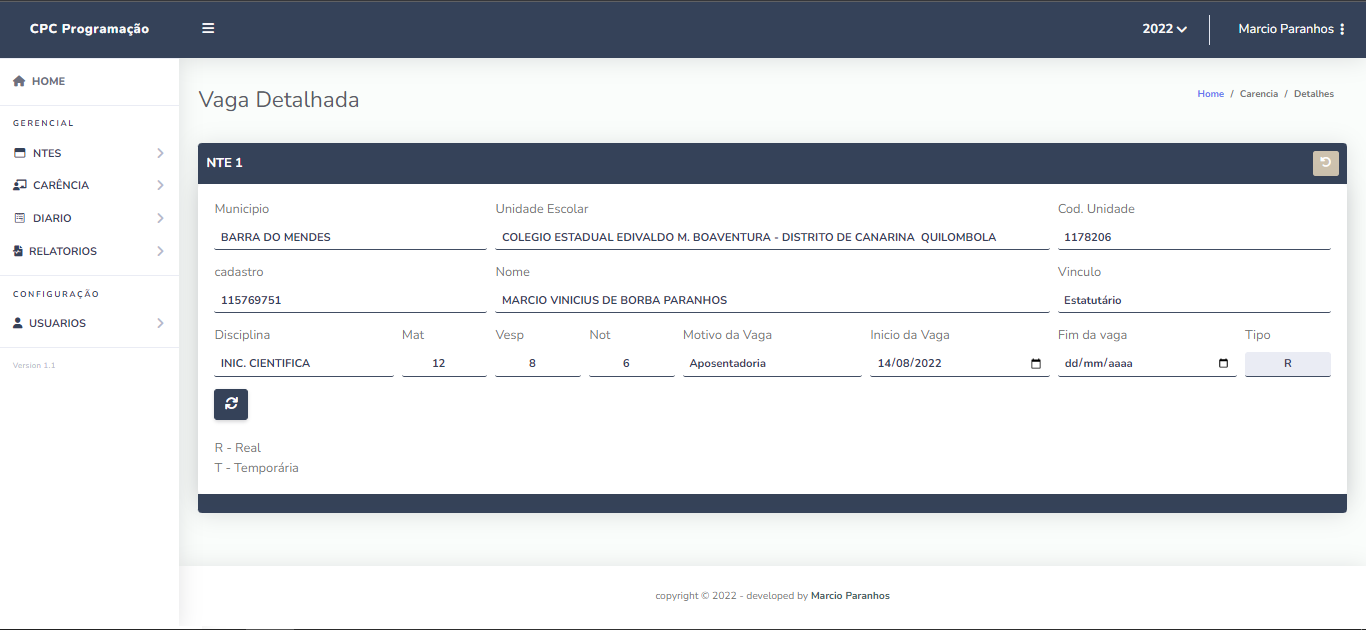 CPC Programação
2022
Marcio Paranhos
HOME
GERENCIAL
NTES
CARÊNCIA
DIARIO
RELATORIOS
CONFIGURAÇÃO
USUARIOS
Version 1.1
Vaga Detalhada
Home / Carencia / Detalhes
NTE 1
Municipio Unidade Escolar Cod. Unidade
BARRA DO MENDES COLEGIO ESTADUAL EDIVALDO M. BOAVENTURA - DISTRITO DE CANARINA QUILOMBOLA 1178206
cadastro Nome Vinculo
115769751 MARCIO VINICIUS DE BORBA PARANHOS Estatutário
Disciplina Mat Vesp Not Motivo da Vaga Inicio da Vaga Fim da vaga Tipo
INIC. CIENTIFICA 12 8 6 Aposentadoria 14/08/2022 dd/mm/aaaa R
R - Real
T - Temporária
copyright © 2022 - developed by Marcio Paranhos